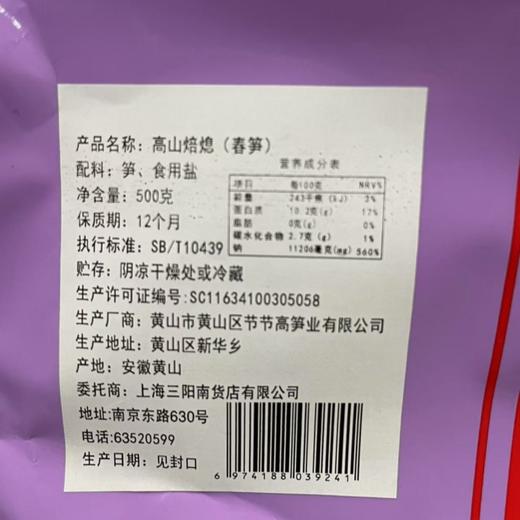 产品名称：高山焙熄（春笋）
配料：笋、食用盐
净含量：500克
保质期：12个月
执行标准：SB/T10439
营养成分表
项目 每100克 NRV%
能量 243千焦(kJ) 3%
蛋白质 10.2克(g) 17%
脂肪 0克(g) 0%
碳水化合物 2.7克(g) 1%
钠 11206毫克(mg) 560%
贮存：阴凉干燥处或冷藏
生产许可证编号:SC11634100305058
生产厂商：黄山市黄山区节节高笋业有限公司
生产地址：黄山区新华乡
产地：安徽黄山
委托商：上海三阳南货店有限公司
地址:南京东路630号
电话:63520599
生产日期：见封口
6 974188 039241